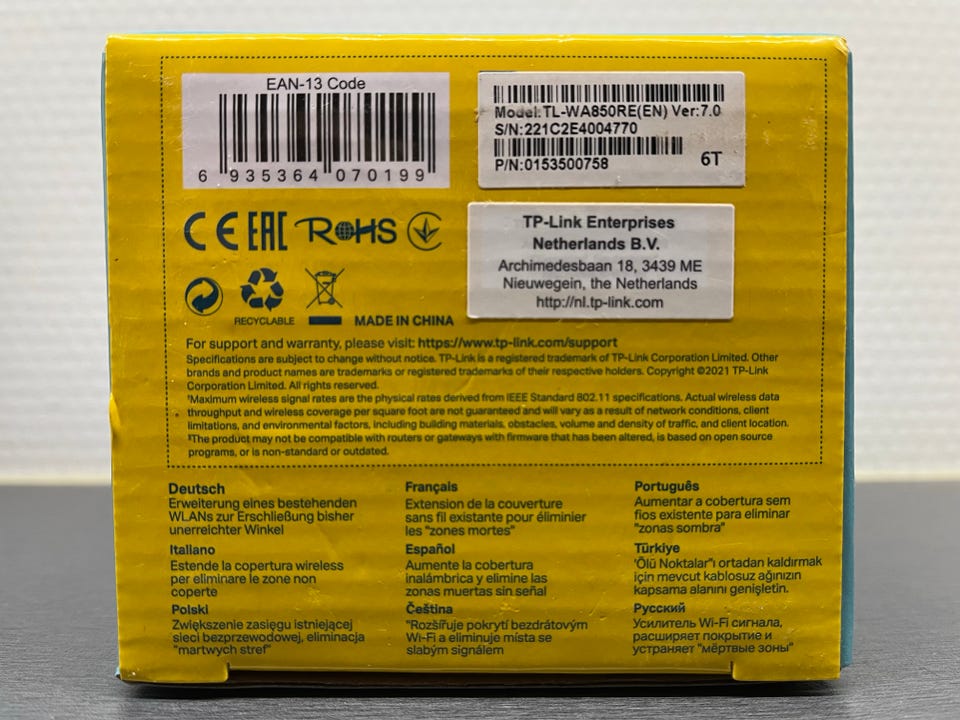 EAN-13 Code
6 935364 070199
Model:TL-WA850RE(EN) Ver:7.0
S/N:221C2E4004770
P/N:0153500758
6T
CE EAC RoHS
TP-Link Enterprises
Netherlands B.V.
Archimedesbaan 18, 3439 ME
Nieuwegein, the Netherlands
http://nl.tp-link.com
RECYCLABLE
MADE IN CHINA
For support and warranty, please visit: https://www.tp-link.com/support
Specifications are subject to change without notice. TP-Link is a registered trademark of TP-Link Corporation Limited. Other
brands and product names are trademarks or registered trademarks of their respective holders. Copyright ©2021 TP-Link
Corporation Limited. All rights reserved.
†Maximum wireless signal rates are the physical rates derived from IEEE Standard 802.11 specifications. Actual wireless data
throughput and wireless coverage per square foot are not guaranteed and will vary as a result of network conditions, client
limitations, and environmental factors, including building materials, obstacles, volume and density of traffic, and client location.
‡The product may not be compatible with routers or gateways with firmware that has been altered, is based on open source
programs, or is non-standard or outdated.
Deutsch
Erweiterung eines bestehenden
WLANs zur Erschließung bisher
unerreichter Winkel
Français
Extension de la couverture
sans fil existante pour éliminier
les "zones mortes"
Português
Aumentar a cobertura sem
fios existente para eliminar
"zonas sombra"
Italiano
Estende la copertura wireless
per eliminare le zone non
coperte
Español
Aumente la cobertura
inalámbrica y elimine las
zonas muertas sin señal
Türkiye
'Ölü Noktalar'ı ortadan kaldırmak
için mevcut kablosuz ağınızın
kapsama alanını genişletin.
Polski
Zwiększenie zasięgu istniejącej
sieci bezprzewodowej, eliminacja
"martwych stref"
Čeština
"Rozšiřuje pokrytí bezdrátovým
Wi-Fi a eliminuje místa se
slabým signálem
Русский
Усилитель Wi-Fi сигнала,
расширяет покрытие и
устраняет "мёртвые зоны"